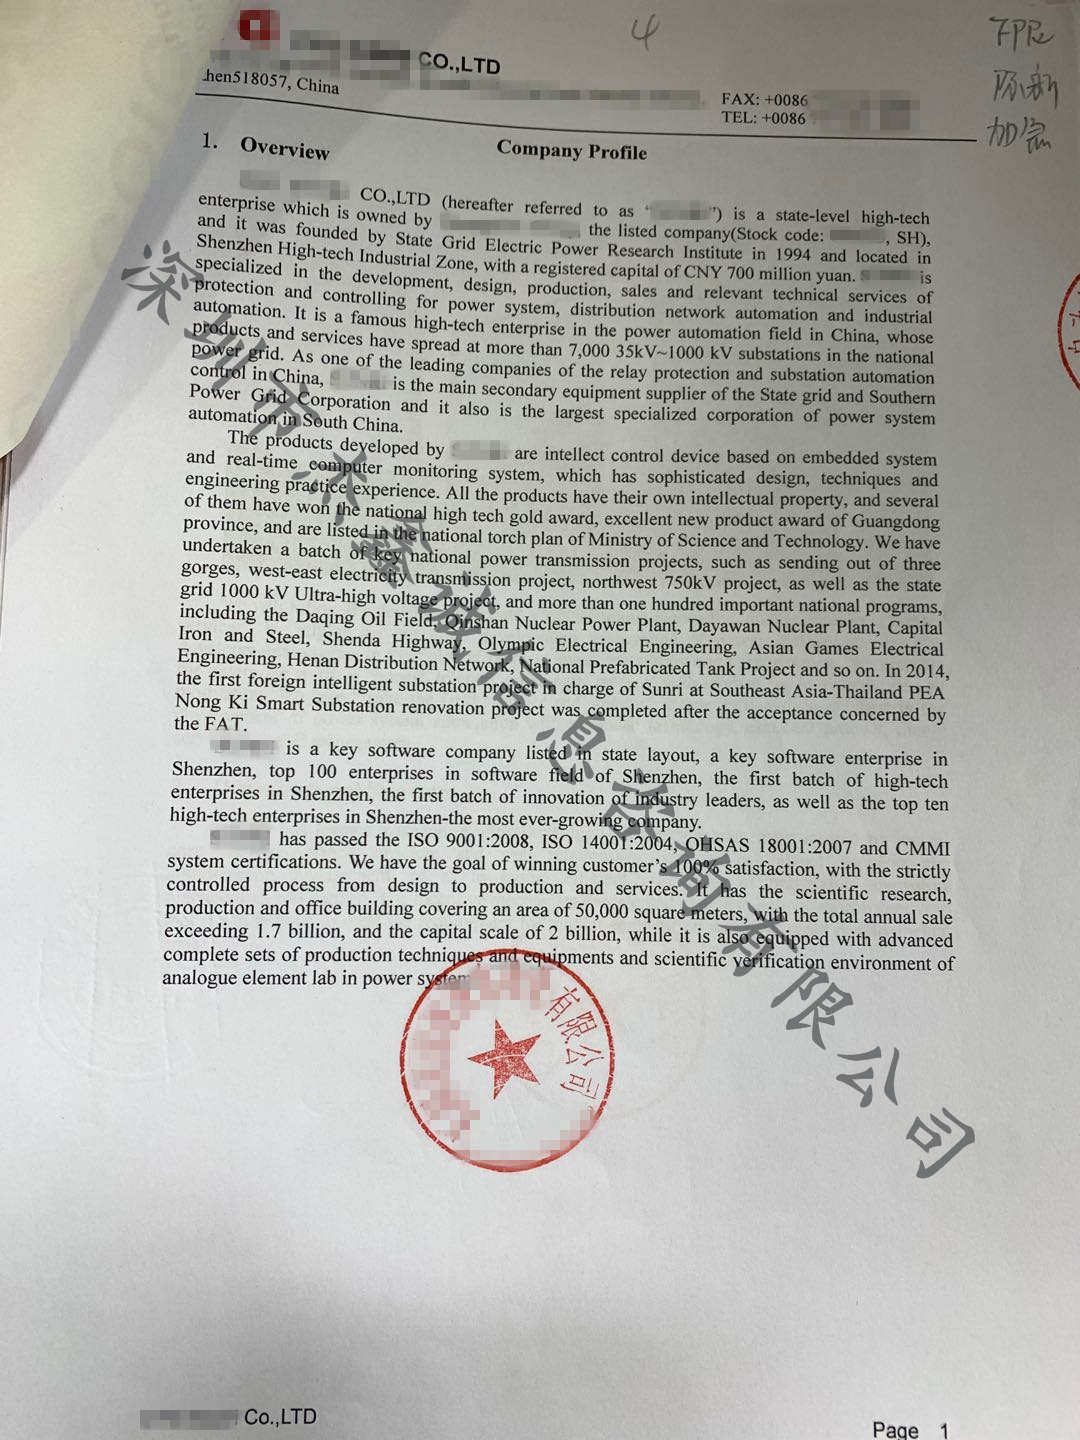 4
CO.,LTD
hen518057, China
FAX: +0086
TEL: +0086
加急
1. Overview
Company Profile
CO.,LTD (hereafter referred to as “ ”) is a state-level high-tech
enterprise which is owned by the listed company(Stock code: , SH),
and it was founded by State Grid Electric Power Research Institute in 1994 and located in
Shenzhen High-tech Industrial Zone, with a registered capital of CNY 700 million yuan. is
specialized in the development, design, production, sales and relevant technical services of
protection and controlling for power system, distribution network automation and industrial
automation. It is a famous high-tech enterprise in the power automation field in China, whose
products and services have spread at more than 7,000 35kV~1000 kV substations in the national
power grid. As one of the leading companies of the relay protection and substation automation
control in China, is the main secondary equipment supplier of the State grid and Southern
Power Grid Corporation and it also is the largest specialized corporation of power system
automation in South China.
The products developed by are intellect control device based on embedded system
and real-time computer monitoring system, which has sophisticated design, techniques and
engineering practice experience. All the products have their own intellectual property, and several
of them have won the national high tech gold award, excellent new product award of Guangdong
province, and are listed in the national torch plan of Ministry of Science and Technology. We have
undertaken a batch of key national power transmission projects, such as sending out of three
gorges, west-east electricity transmission project, northwest 750kV project, as well as the state
grid 1000 kV Ultra-high voltage project, and more than one hundred important national programs,
including the Daqing Oil Field, Qinshan Nuclear Power Plant, Dayawan Nuclear Plant, Capital
Iron and Steel, Shenda Highway, Olympic Electrical Engineering, Asian Games Electrical
Engineering, Henan Distribution Network, National Prefabricated Tank Project and so on. In 2014,
the first foreign intelligent substation project in charge of Sunri at Southeast Asia-Thailand PEA
Nong Ki Smart Substation renovation project was completed after the acceptance concerned by
the FAT.
is a key software company listed in state layout, a key software enterprise in
Shenzhen, top 100 enterprises in software field of Shenzhen, the first batch of high-tech
enterprises in Shenzhen, the first batch of innovation of industry leaders, as well as the top ten
high-tech enterprises in Shenzhen-the most ever-growing company.
has passed the ISO 9001:2008, ISO 14001:2004, OHSAS 18001:2007 and CMMI
system certifications. We have the goal of winning customer’s 100% satisfaction, with the strictly
controlled process from design to production and services. It has the scientific research,
production and office building covering an area of 50,000 square meters, with the total annual sale
exceeding 1.7 billion, and the capital scale of 2 billion, while it is also equipped with advanced
complete sets of production techniques and equipments and scientific verification environment of
analogue element lab in power system
有限公司
深圳市杰鑫诚信息咨询有限公司
Co.,LTD
Page 1